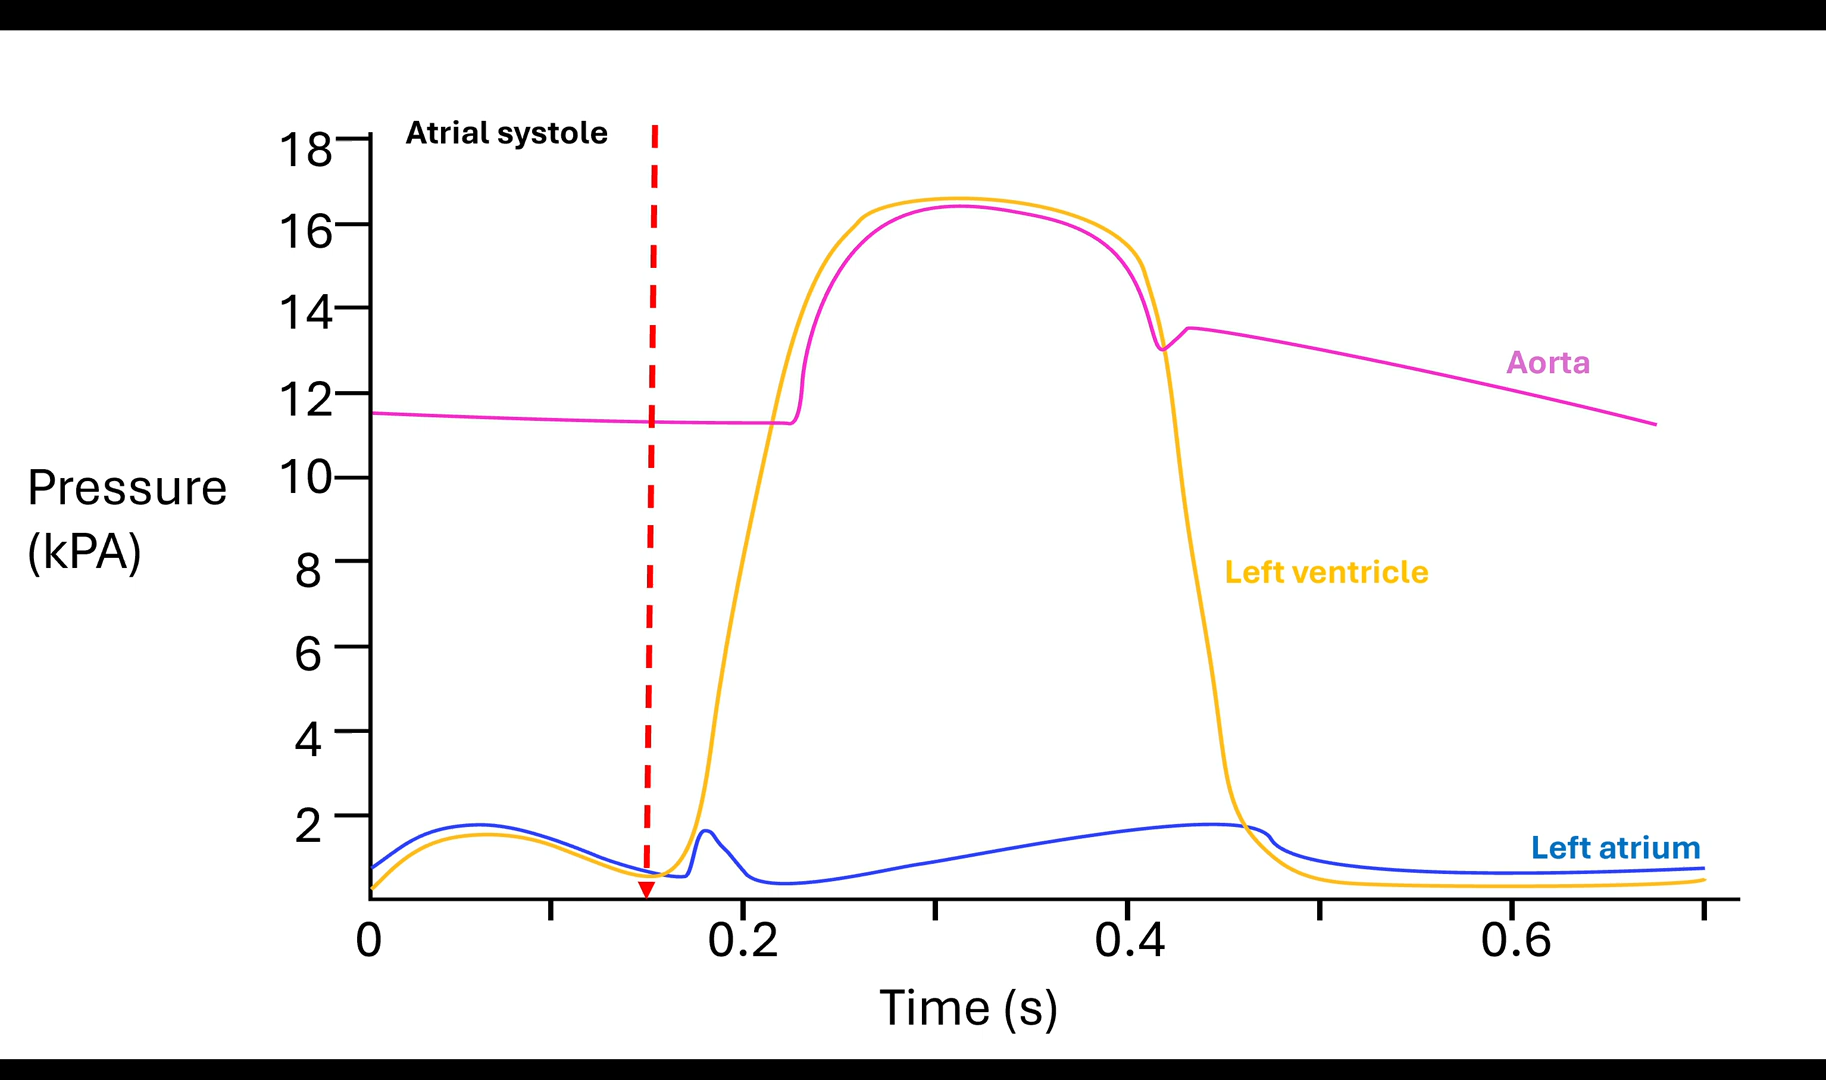 Atrial systole
18
16
14
12
10
8
6
4
2
Pressure
(kPA)
Aorta
Left ventricle
Left atrium
0 0.2 0.4 0.6
Time (s)